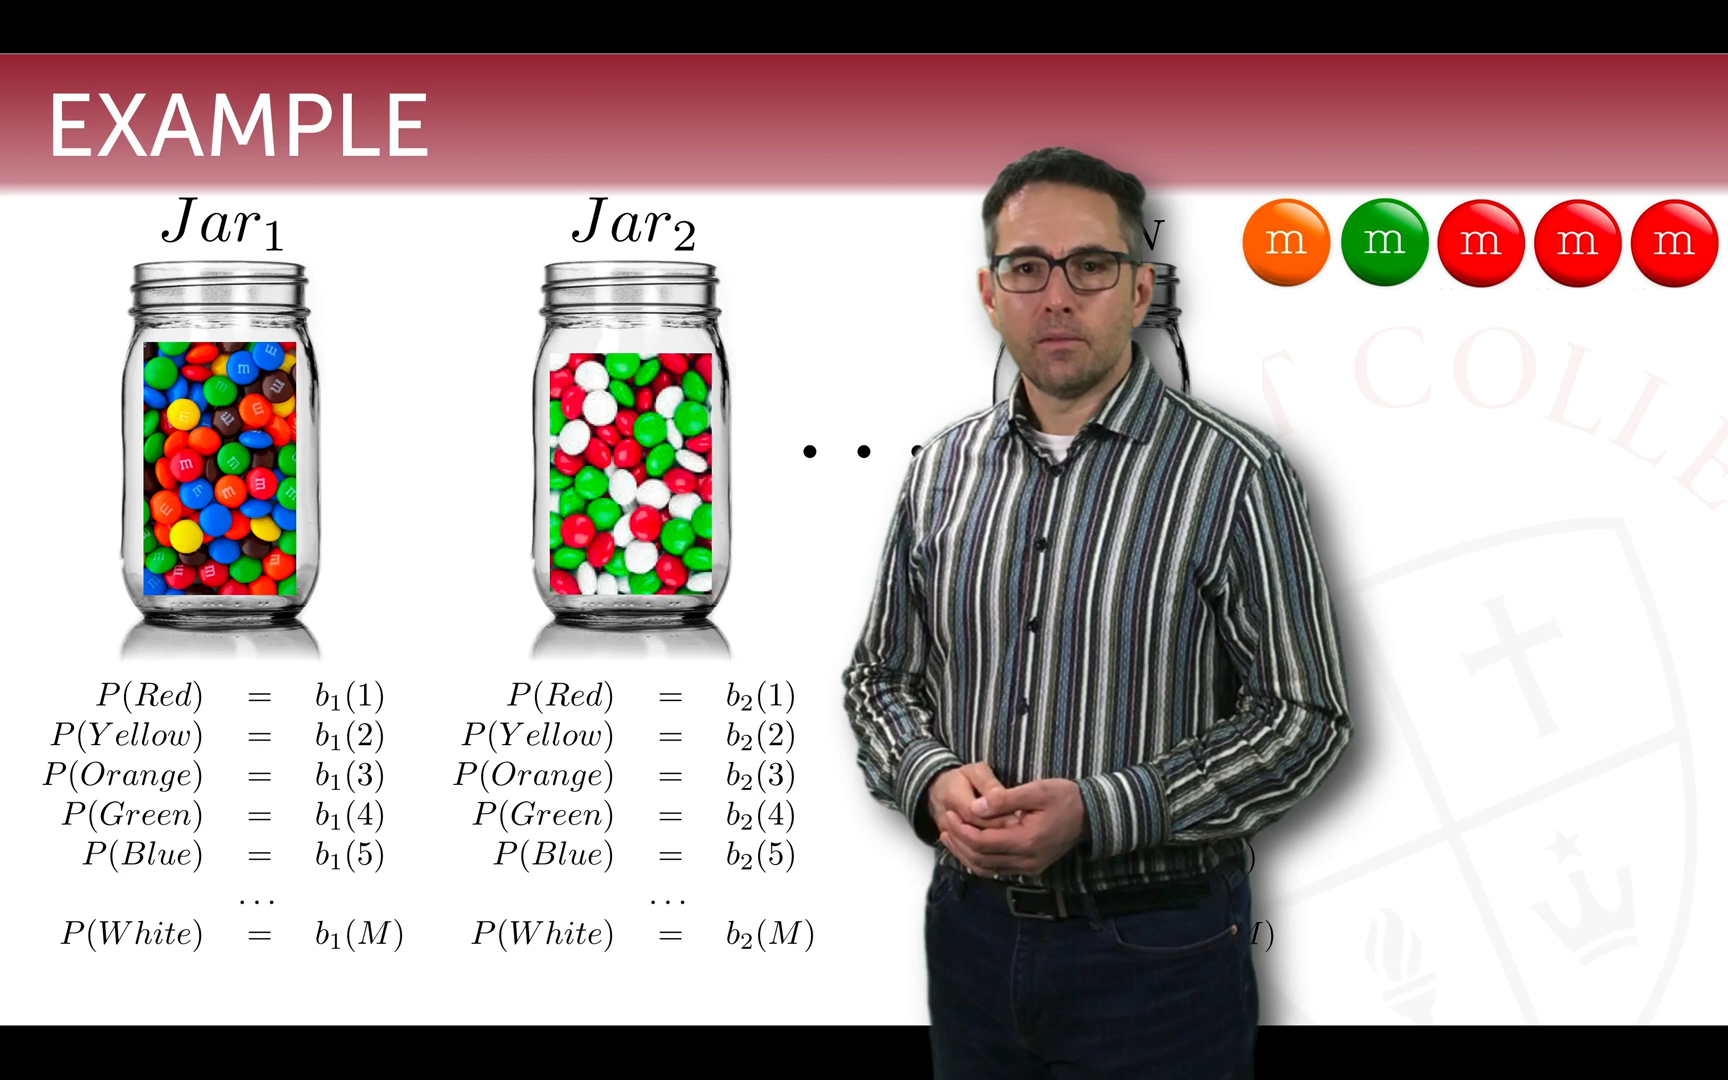 EXAMPLE
Jar₁
Jar₂
N
m m m m m
T COLLE
• • •
P(Red) = b₁(1)
P(Yellow) = b₁(2)
P(Orange) = b₁(3)
P(Green) = b₁(4)
P(Blue) = b₁(5)
...
P(White) = b₁(M)
P(Red) = b₂(1)
P(Yellow) = b₂(2)
P(Orange) = b₂(3)
P(Green) = b₂(4)
P(Blue) = b₂(5)
...
P(White) = b₂(M)
)